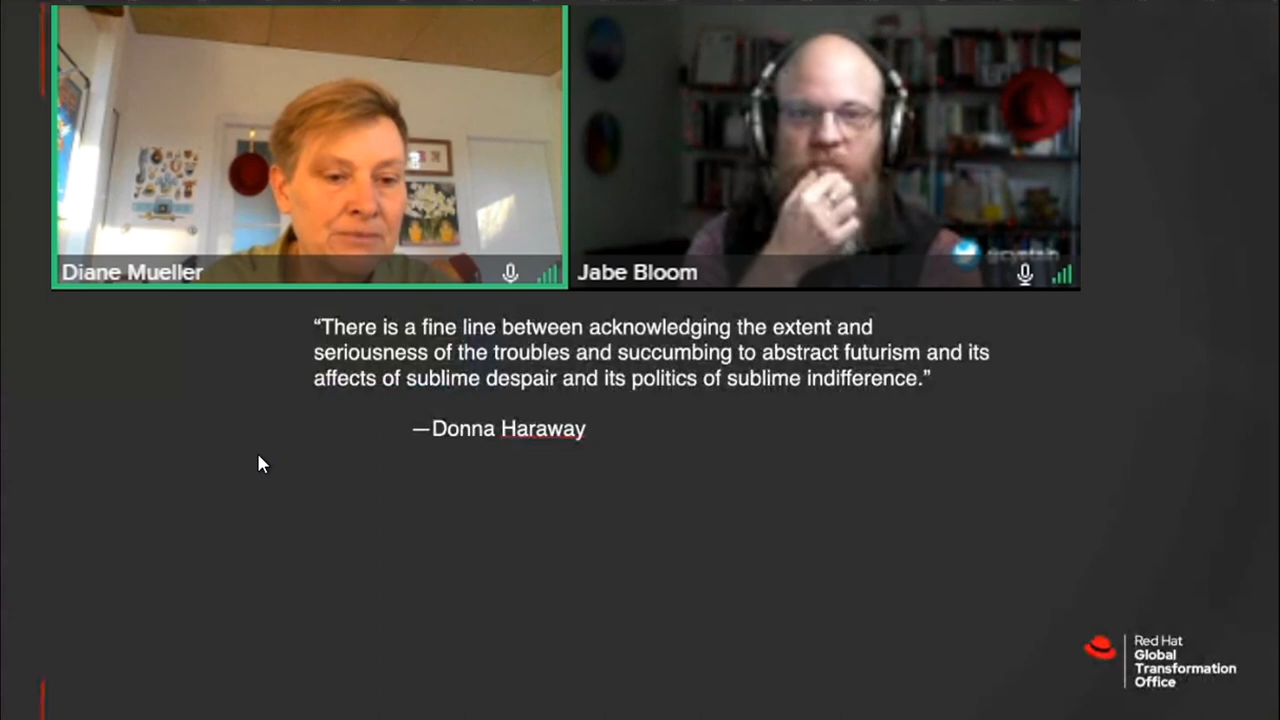 Diane Mueller
Jabe Bloom
“There is a fine line between acknowledging the extent and
seriousness of the troubles and succumbing to abstract futurism and its
affects of sublime despair and its politics of sublime indifference.”
—Donna Haraway
Red Hat
Global
Transformation
Office